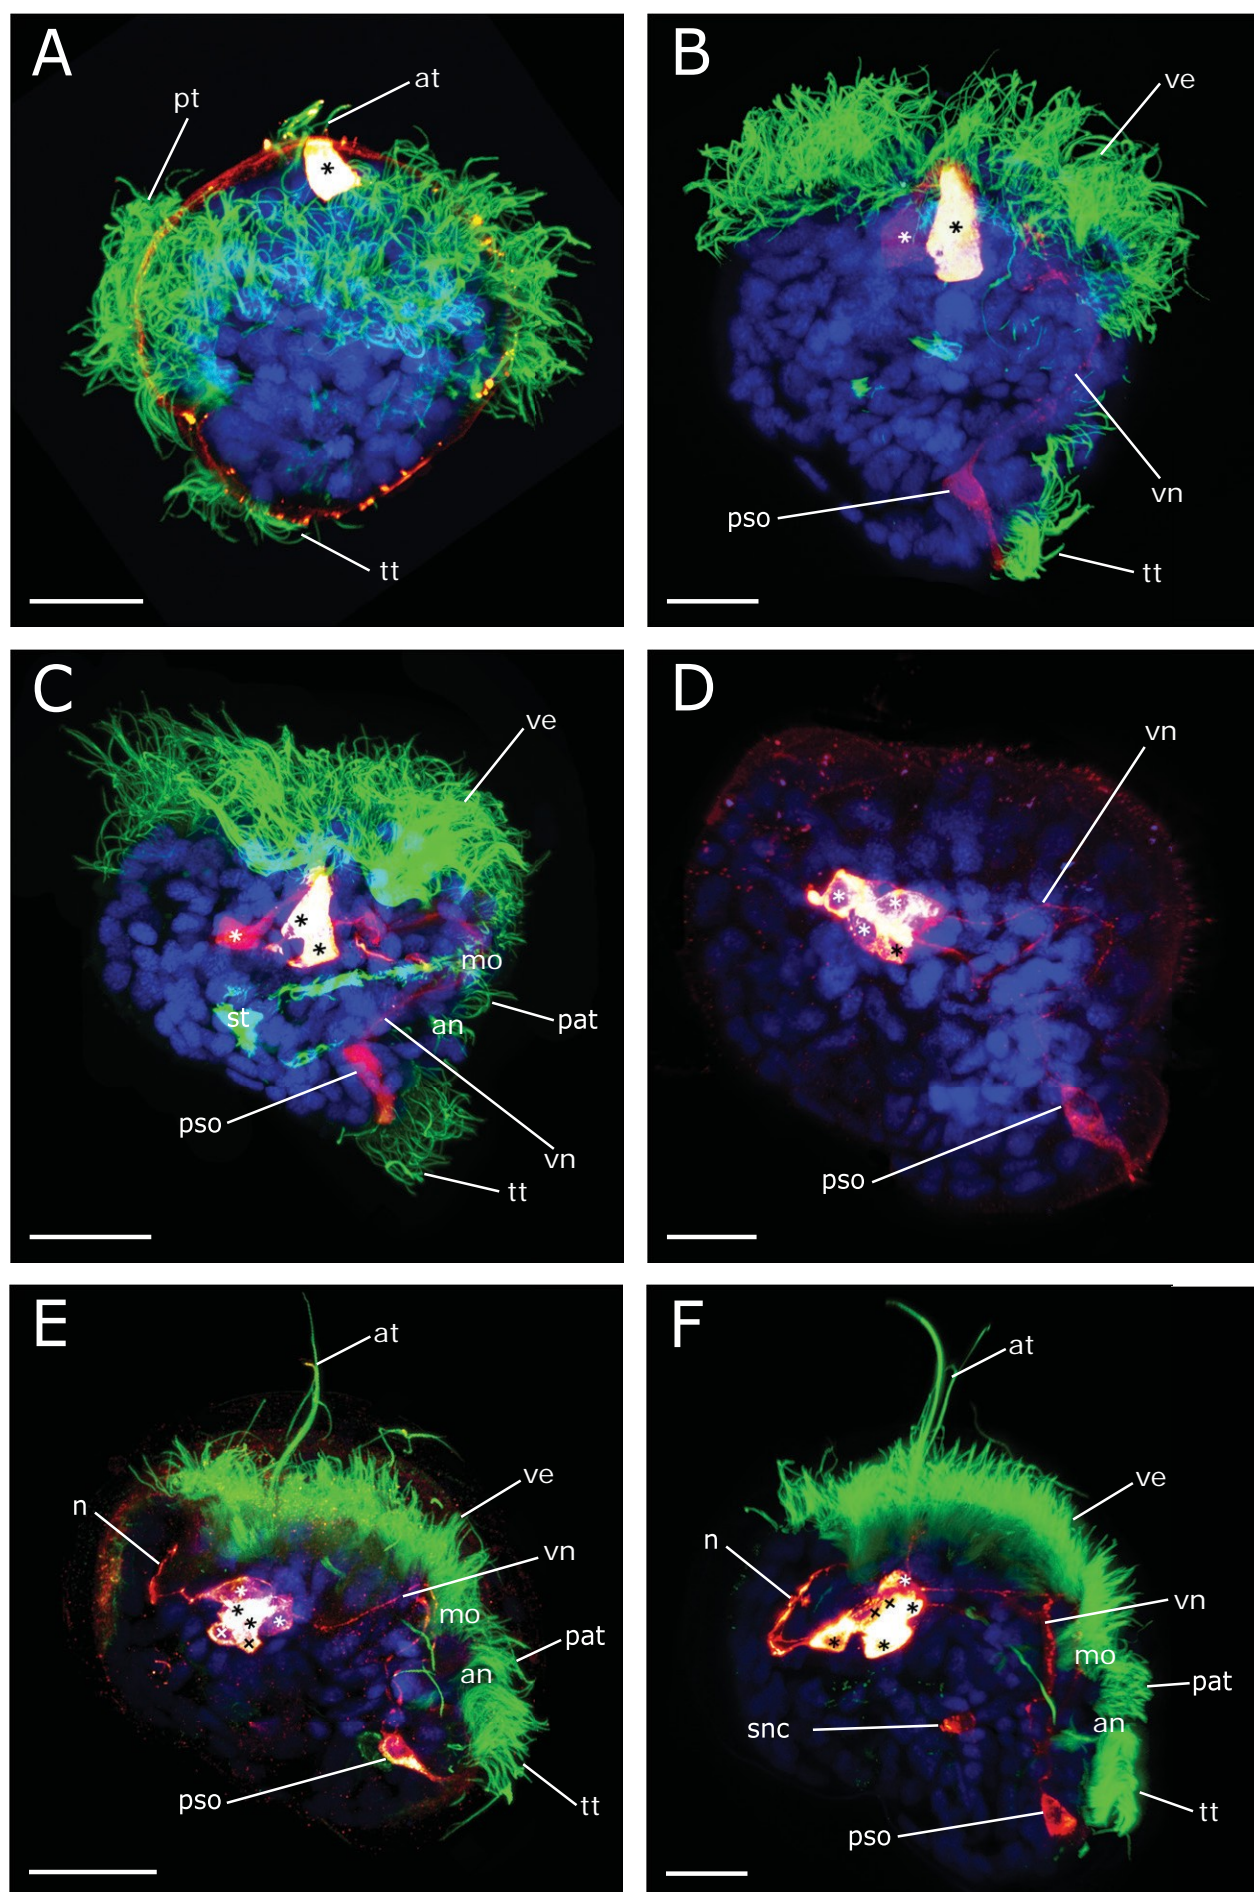 A
pt
at
*
tt
B
ve
*
*
pso
vn
tt
C
ve
*
*
*
mo
st
an
pat
pso
vn
tt
D
vn
*
*
*
*
pso
E
at
ve
n
vn
*
*
*
*
×
×
mo
pat
an
pso
tt
F
at
ve
n
*
×
*
×
vn
*
*
mo
pat
snc
an
pso
tt